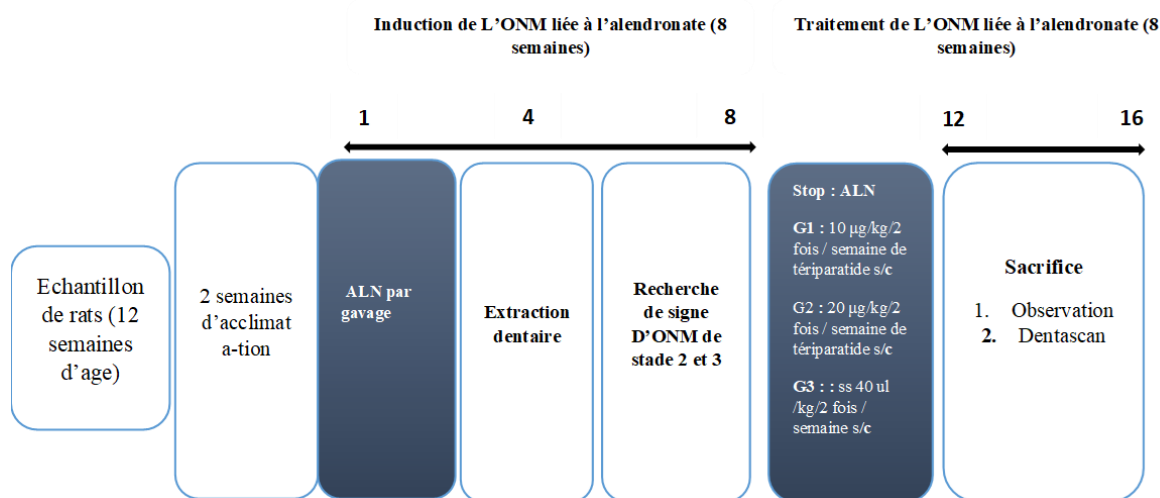 Induction de L'ONM liée à l'alendronate (8
semaines)
Traitement de L'ONM liée à l'alendronate (8
semaines)
1
4
8
12
16
Echantillon
de rats (12
semaines
d'age)
2 semaines
d'acclimat
a-tion
ALN par
gavage
Extraction
dentaire
Recherche
de signe
D'ONM de
stade 2 et 3
Stop : ALN
G1 : 10 µg/kg/2
fois / semaine de
tériparatide s/c
G2 : 20 µg/kg/2
fois / semaine de
tériparatide s/c
G3 : : ss 40 ul
/kg/2 fois /
semaine s/c
Sacrifice
1. Observation
2. Dentascan